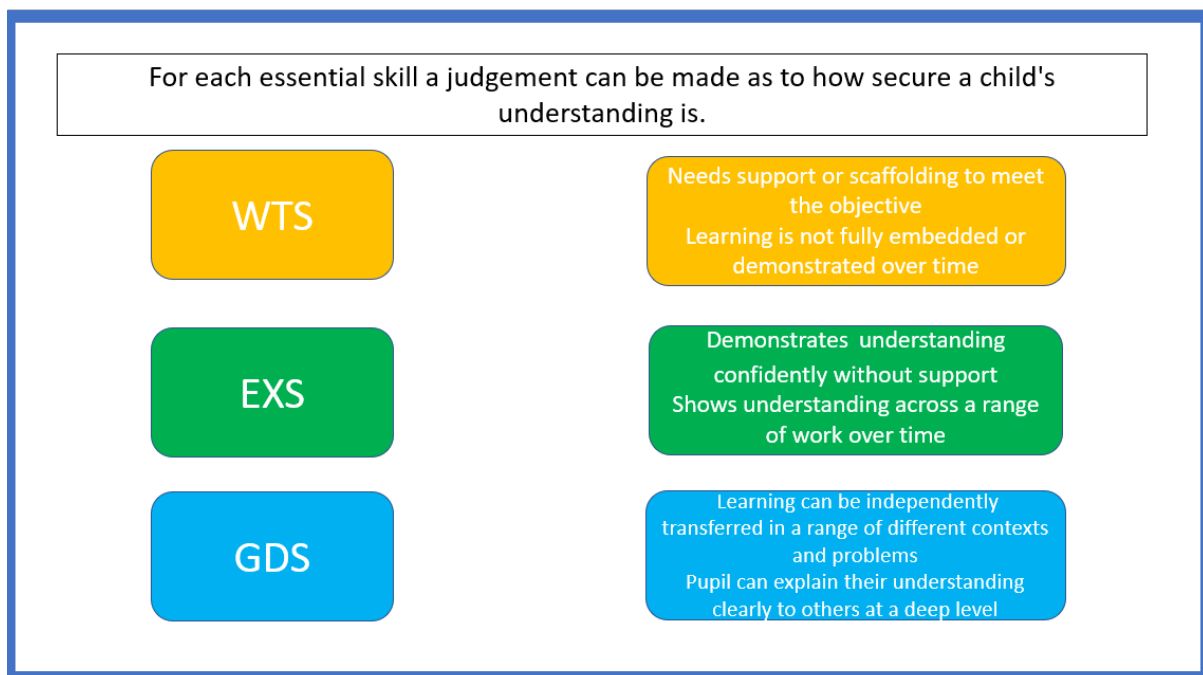 For each essential skill a judgement can be made as to how secure a child's
understanding is.
WTS
Needs support or scaffolding to meet
the objective
Learning is not fully embedded or
demonstrated over time
EXS
Demonstrates  understanding
confidently without support
Shows understanding across a range
of work over time
GDS
Learning can be independently
transferred in a range of different contexts
and problems
Pupil can explain their understanding
clearly to others at a deep level